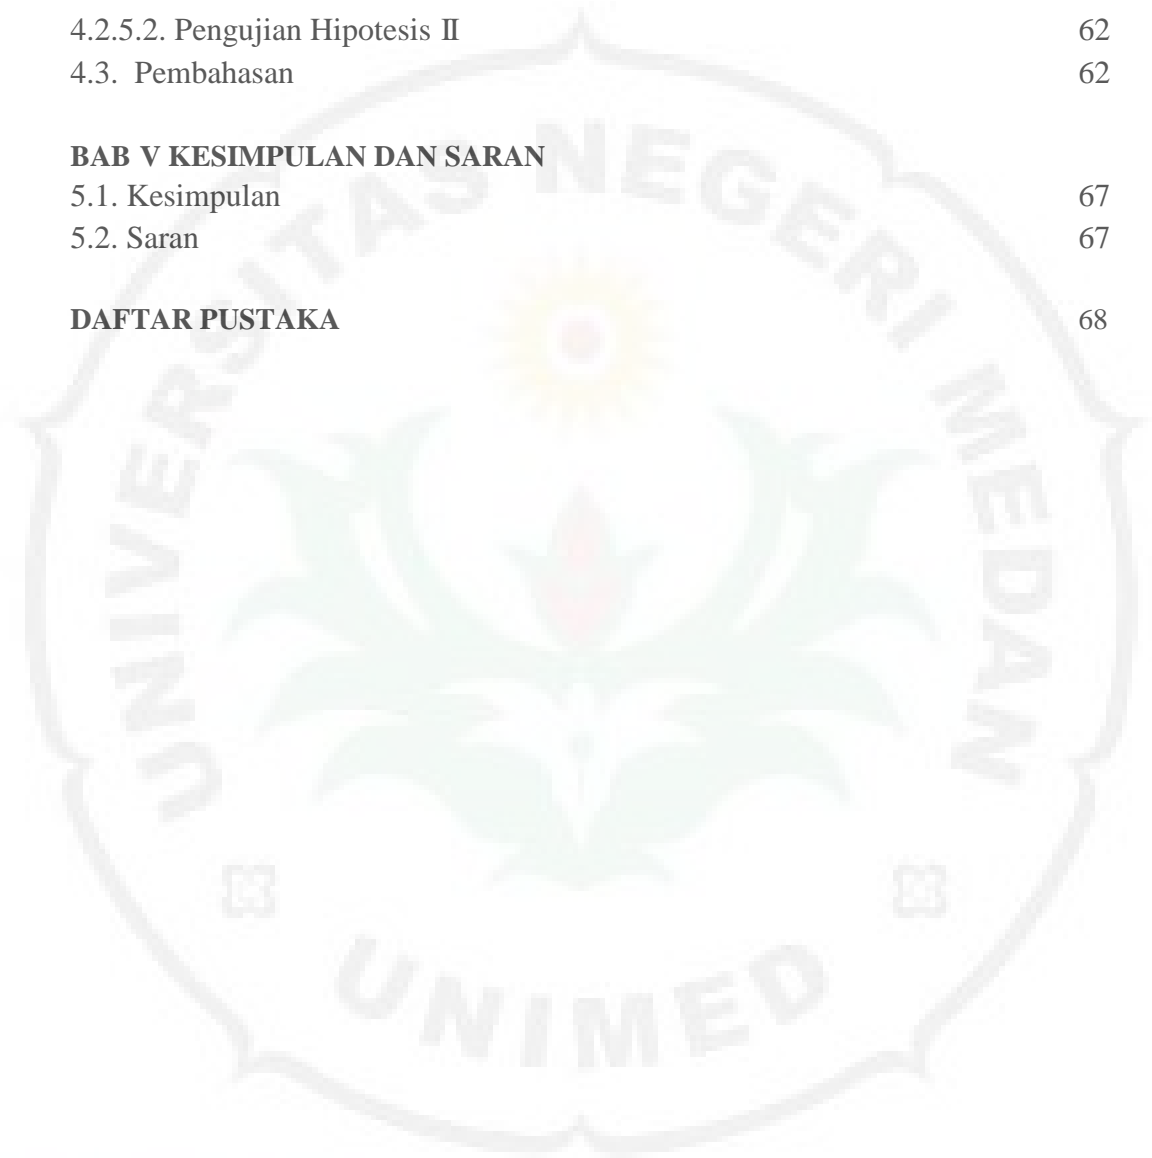 4.2.5.2. Pengujian Hipotesis II 62
4.3. Pembahasan 62
BAB V KESIMPULAN DAN SARAN
5.1. Kesimpulan 67
5.2. Saran 67
DAFTAR PUSTAKA 68
UNIVERSITAS NEGERI MEDAN
UNIMED